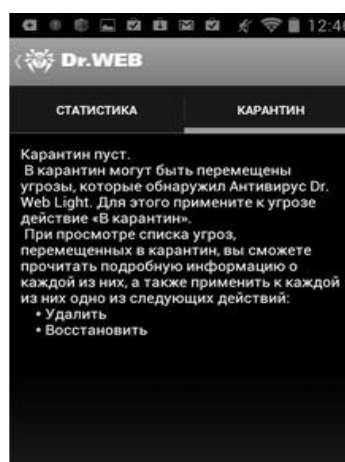 12:40
Dr.WEB
СТАТИСТИКА
КАРАНТИН
Карантин пуст.
В карантин могут быть перемещены
угрозы, которые обнаружил Антивирус Dr.
Web Light. Для этого примените к угрозе
действие «В карантин».
При просмотре списка угроз,
перемещенных в карантин, вы сможете
прочитать подробную информацию о
каждой из них, а также применить к каждой
из них одно из следующих действий:
• Удалить
• Восстановить